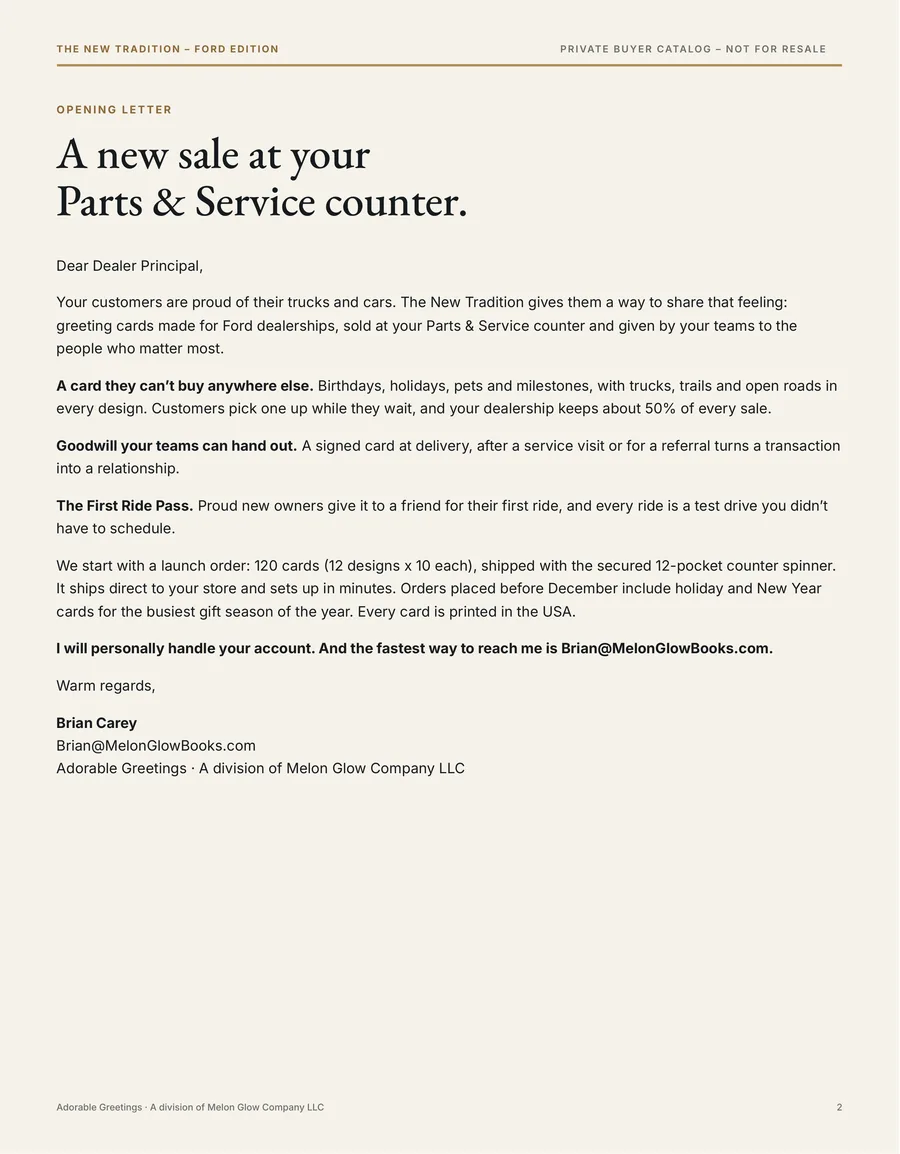 THE NEW TRADITION – FORD EDITION
PRIVATE BUYER CATALOG – NOT FOR RESALE
OPENING LETTER
A new sale at your
Parts & Service counter.
Dear Dealer Principal,
Your customers are proud of their trucks and cars. The New Tradition gives them a way to share that feeling:
greeting cards made for Ford dealerships, sold at your Parts & Service counter and given by your teams to the
people who matter most.
A card they can’t buy anywhere else. Birthdays, holidays, pets and milestones, with trucks, trails and open roads in
every design. Customers pick one up while they wait, and your dealership keeps about 50% of every sale.
Goodwill your teams can hand out. A signed card at delivery, after a service visit or for a referral turns a transaction
into a relationship.
The First Ride Pass. Proud new owners give it to a friend for their first ride, and every ride is a test drive you didn’t
have to schedule.
We start with a launch order: 120 cards (12 designs x 10 each), shipped with the secured 12-pocket counter spinner.
It ships direct to your store and sets up in minutes. Orders placed before December include holiday and New Year
cards for the busiest gift season of the year. Every card is printed in the USA.
I will personally handle your account. And the fastest way to reach me is Brian@MelonGlowBooks.com.
Warm regards,
Brian Carey
Brian@MelonGlowBooks.com
Adorable Greetings · A division of Melon Glow Company LLC
Adorable Greetings · A division of Melon Glow Company LLC
2